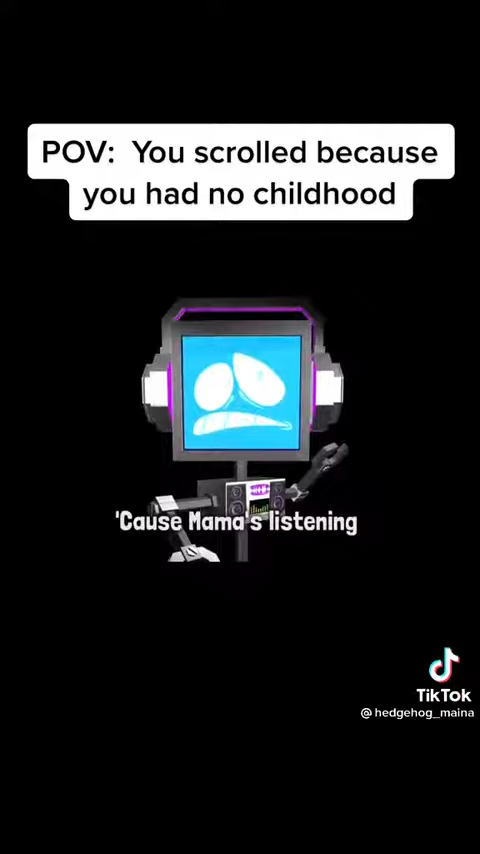 POV:  You scrolled because
you had no childhood
'Cause Mama's listening
TikTok
@hedgehog_maina